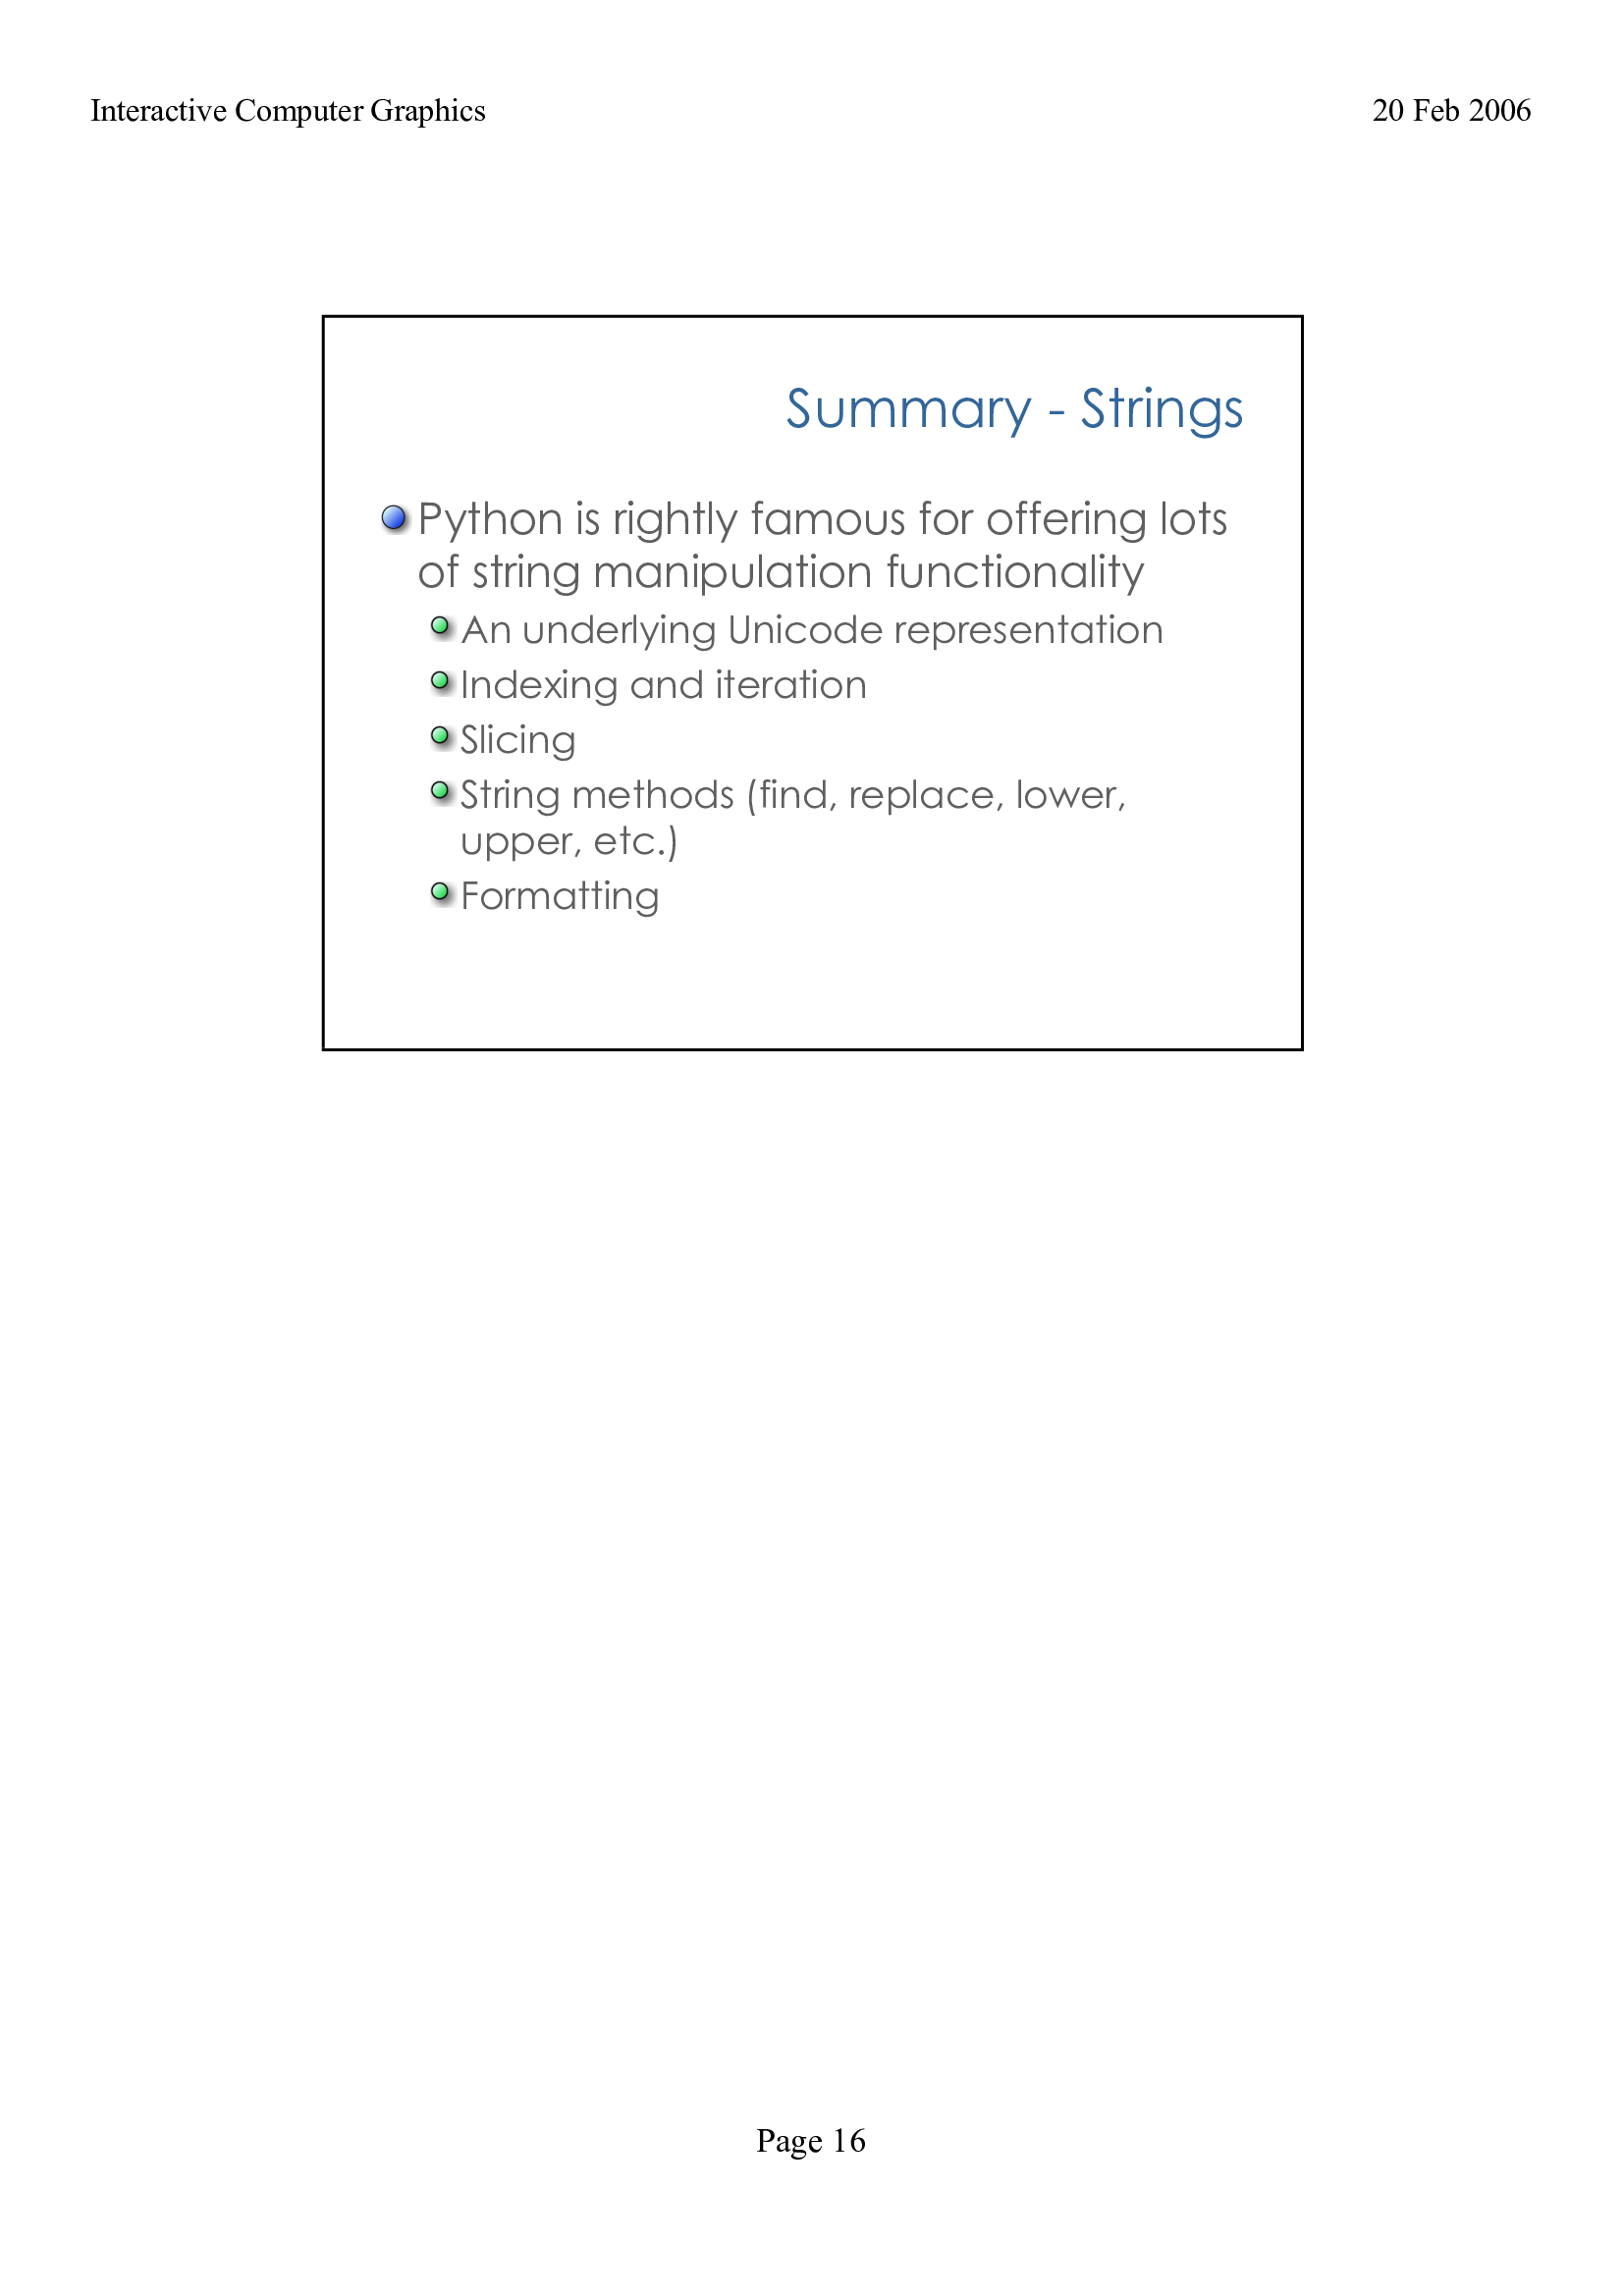 Interactive Computer Graphics 20 Feb 2006
Summary - Strings
Python is rightly famous for offering lots
of string manipulation functionality
An underlying Unicode representation
Indexing and iteration
Slicing
String methods (find, replace, lower,
upper, etc.)
Formatting
Page 16